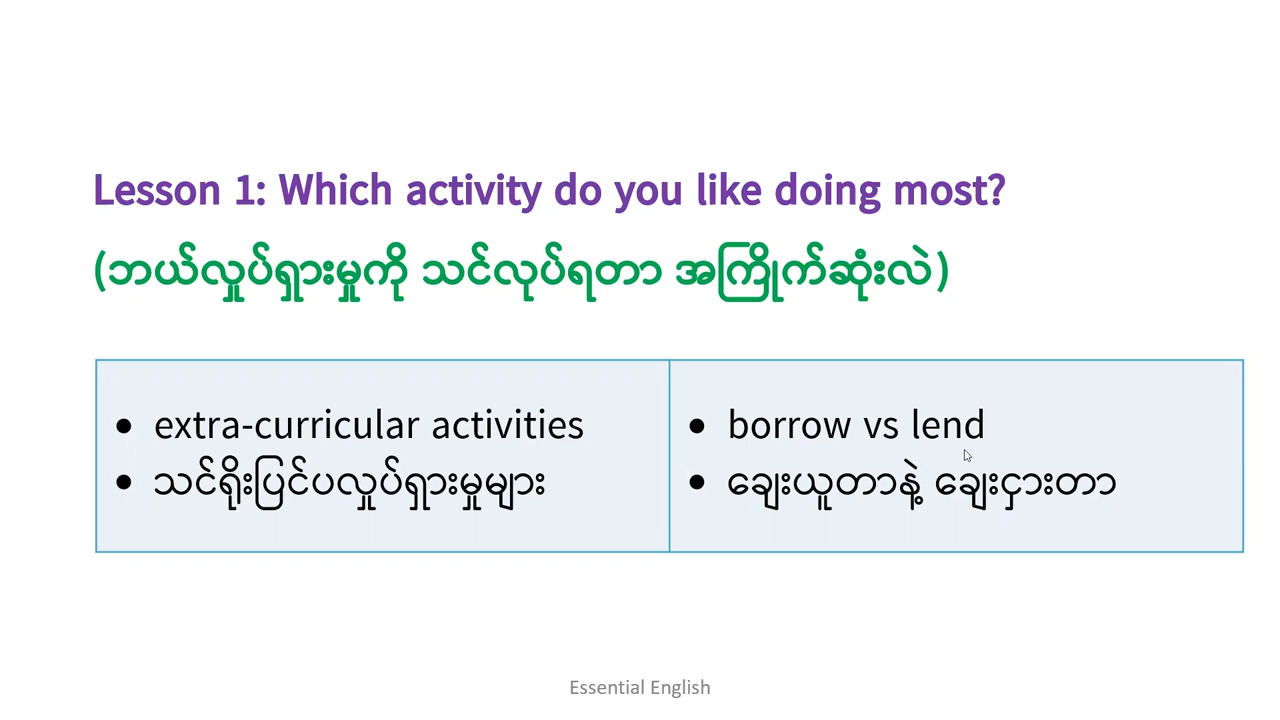 Lesson 1: Which activity do you like doing most?
(ဘယ်လှုပ်ရှားမှုကို သင်လုပ်ရတာ အကြိုက်ဆုံးလဲ)
• extra-curricular activities
• သင်ရိုးပြင်ပလှုပ်ရှားမှုများ
• borrow vs lend
• ချေးယူတာနဲ့ ချေးငှားတာ
Essential English